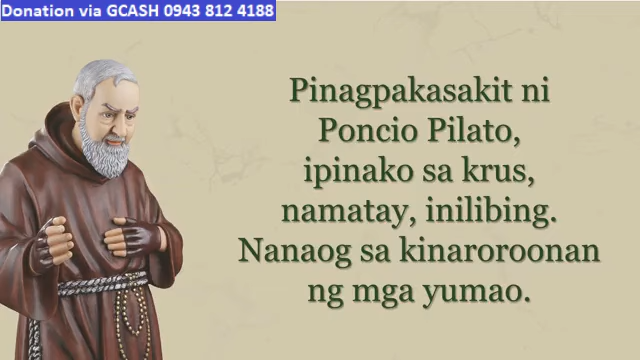 Donation via GCASH 0943 812 4188
Pinagpakasakit ni
Poncio Pilato,
ipinako sa krus,
namatay, inilibing.
Nanaog sa kinaroroonan
ng mga yumao.